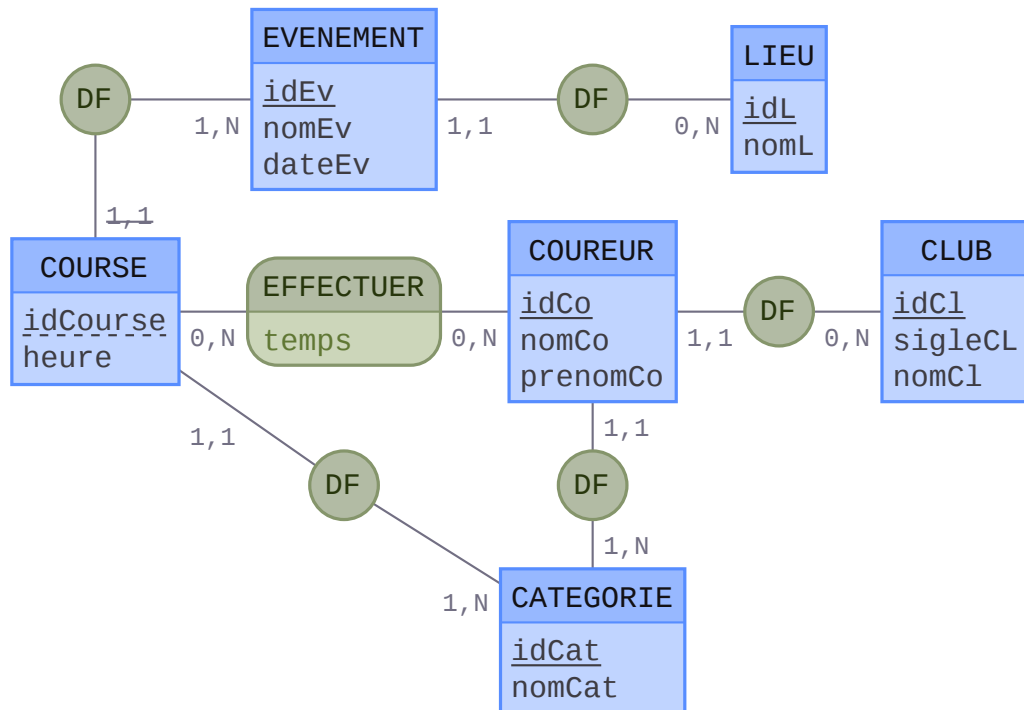 EVENEMENT
idEv
nomEv
dateEv
LIEU
idL
nomL
DF
1,N
1,1
DF
0,N
1,1
COURSE
idCourse
heure
EFFECTUER
temps
0,N
0,N
COUREUR
idCo
nomCo
prenomCo
1,1
DF
0,N
CLUB
idCl
sigleCL
nomCl
1,1
DF
1,N
1,1
DF
1,N
CATEGORIE
idCat
nomCat